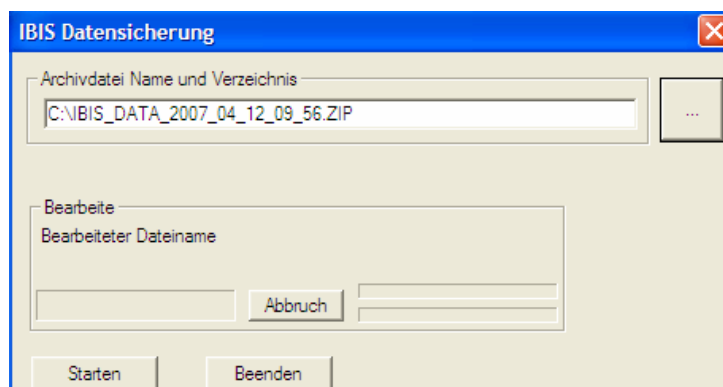 IBIS Datensicherung
Archivdatei Name und Verzeichnis
C:\IBIS_DATA_2007_04_12_09_56.ZIP
...
Bearbeite
Bearbeiteter Dateiname
Abbruch
Starten Beenden